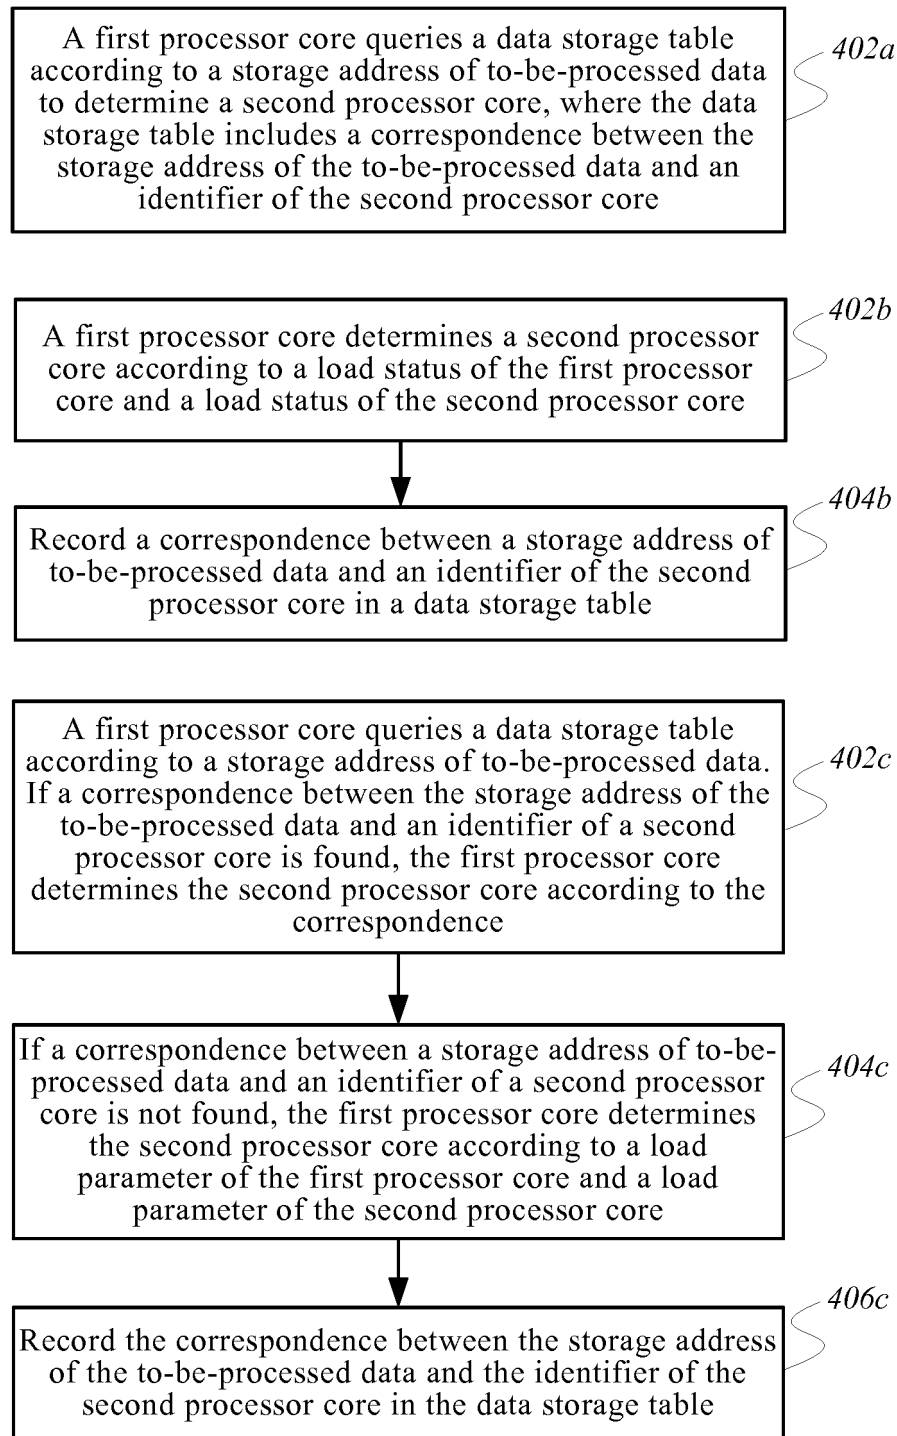 A first processor core queries a data storage table
according to a storage address of to-be-processed data
to determine a second processor core, where the data
storage table includes a correspondence between the
storage address of the to-be-processed data and an
identifier of the second processor core
402a
A first processor core determines a second processor
core according to a load status of the first processor
core and a load status of the second processor core
402b
Record a correspondence between a storage address of
to-be-processed data and an identifier of the second
processor core in a data storage table
404b
A first processor core queries a data storage table
according to a storage address of to-be-processed data.
If a correspondence between the storage address of the
to-be-processed data and an identifier of a second
processor core is found, the first processor core
determines the second processor core according to the
correspondence
402c
If a correspondence between a storage address of to-be-
processed data and an identifier of a second processor
core is not found, the first processor core determines
the second processor core according to a load
parameter of the first processor core and a load
parameter of the second processor core
404c
Record the correspondence between the storage address
of the to-be-processed data and the identifier of the
second processor core in the data storage table
406c